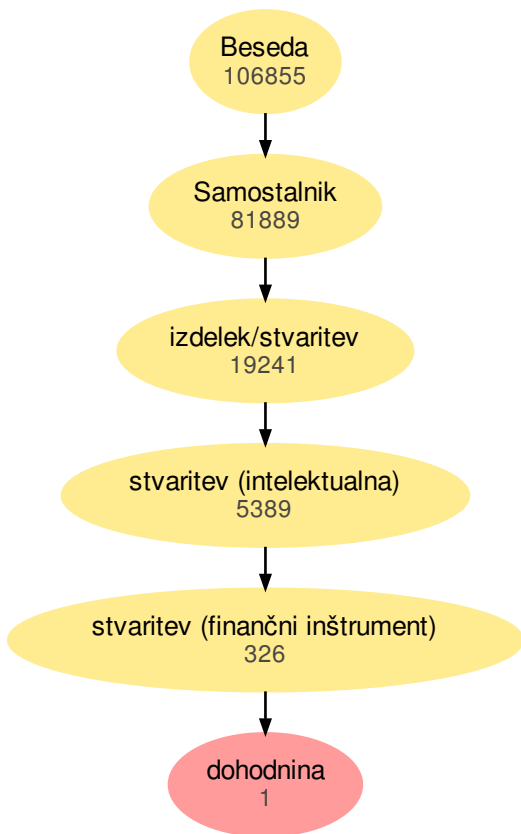 Beseda
106855
Samostalnik
81889
izdelek/stvaritev
19241
stvaritev (intelektualna)
5389
stvaritev (finančni inštrument)
326
dohodnina
1